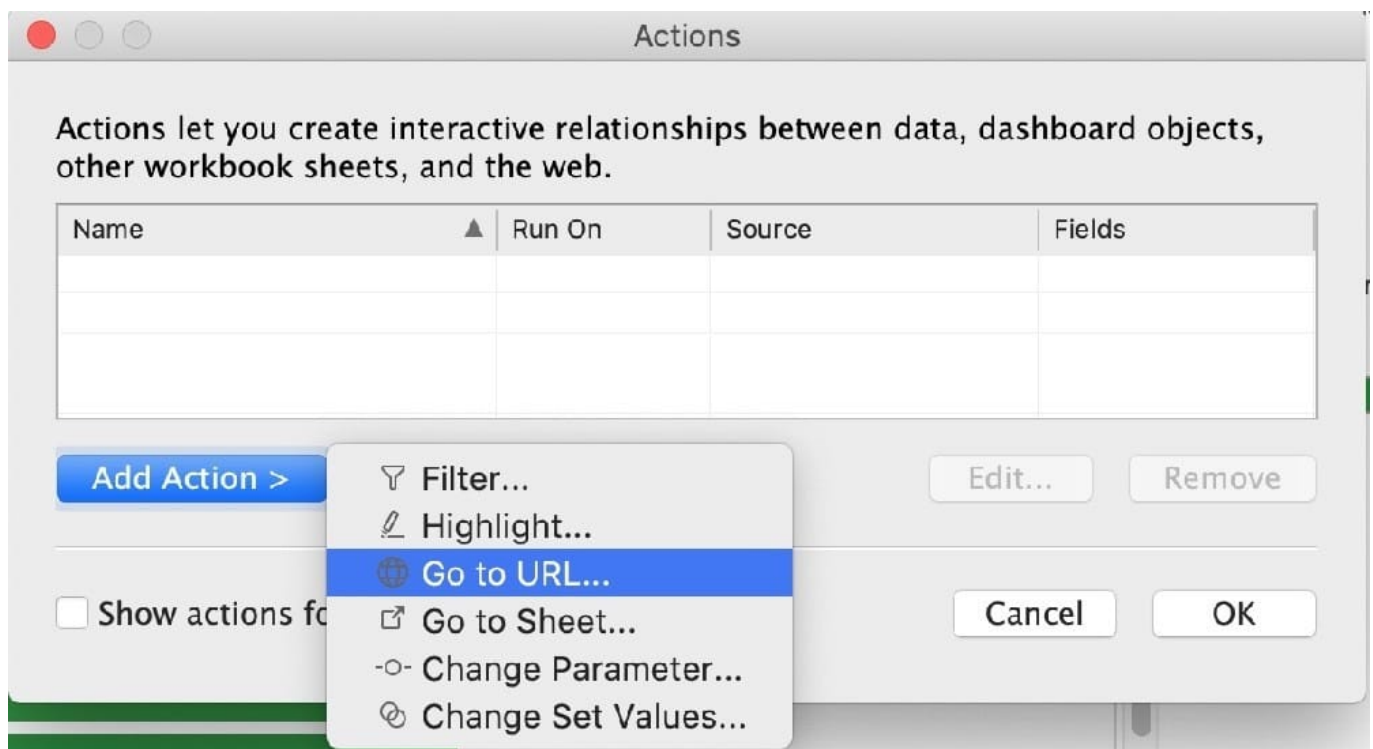 Actions
Actions let you create interactive relationships between data, dashboard objects,
other workbook sheets, and the web.
Name Run On Source Fields
Add Action > Edit... Remove
Filter...
Highlight...
Go to URL...
Go to Sheet...
Change Parameter...
Change Set Values...
Show actions fo Cancel OK